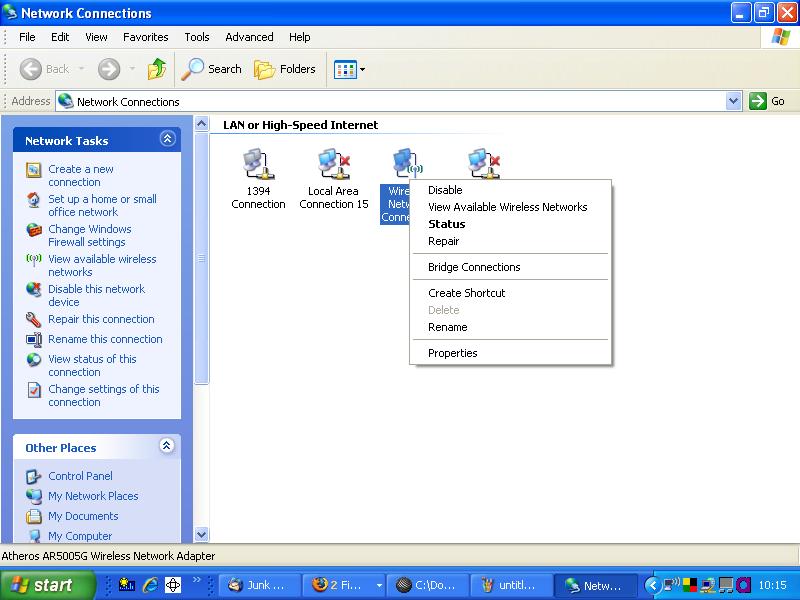 Network Connections
File Edit View Favorites Tools Advanced Help
Back Search Folders
Address Network Connections Go
Network Tasks
Create a new
connection
Set up a home or small
office network
Change Windows
Firewall settings
View available wireless
networks
Disable this network
device
Repair this connection
Rename this connection
View status of this
connection
Change settings of this
connection
Other Places
Control Panel
My Network Places
My Documents
My Computer
LAN or High-Speed Internet
1394
Connection
Local Area
Connection 15
Wire
Netw
Conne
Disable
View Available Wireless Networks
Status
Repair
Bridge Connections
Create Shortcut
Delete
Rename
Properties
Atheros AR5005G Wireless Network Adapter
start
Junk ...
2 Fi...
C:\Do...
untitl...
Netw...
10:15